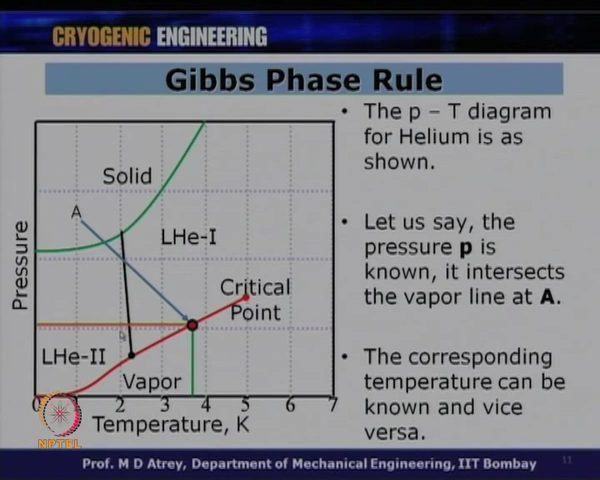 CRYOGENIC ENGINEERING
Gibbs Phase Rule
Solid
A
LHe-I
Critical
Point
LHe-II
Vapor
Pressure
0 2 3 4 5 6 7
Temperature, K
• The p – T diagram
for Helium is as
shown.
• Let us say, the
pressure p is
known, it intersects
the vapor line at A.
• The corresponding
temperature can be
known and vice
versa.
NPTEL
Prof. M D Atrey, Department of Mechanical Engineering, IIT Bombay
11